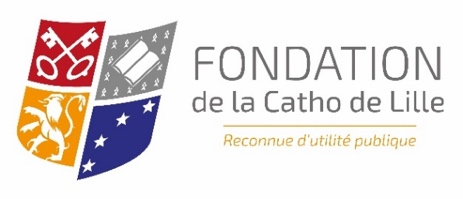 FONDATION
de la Catho de Lille
Reconnue d'utilité publique